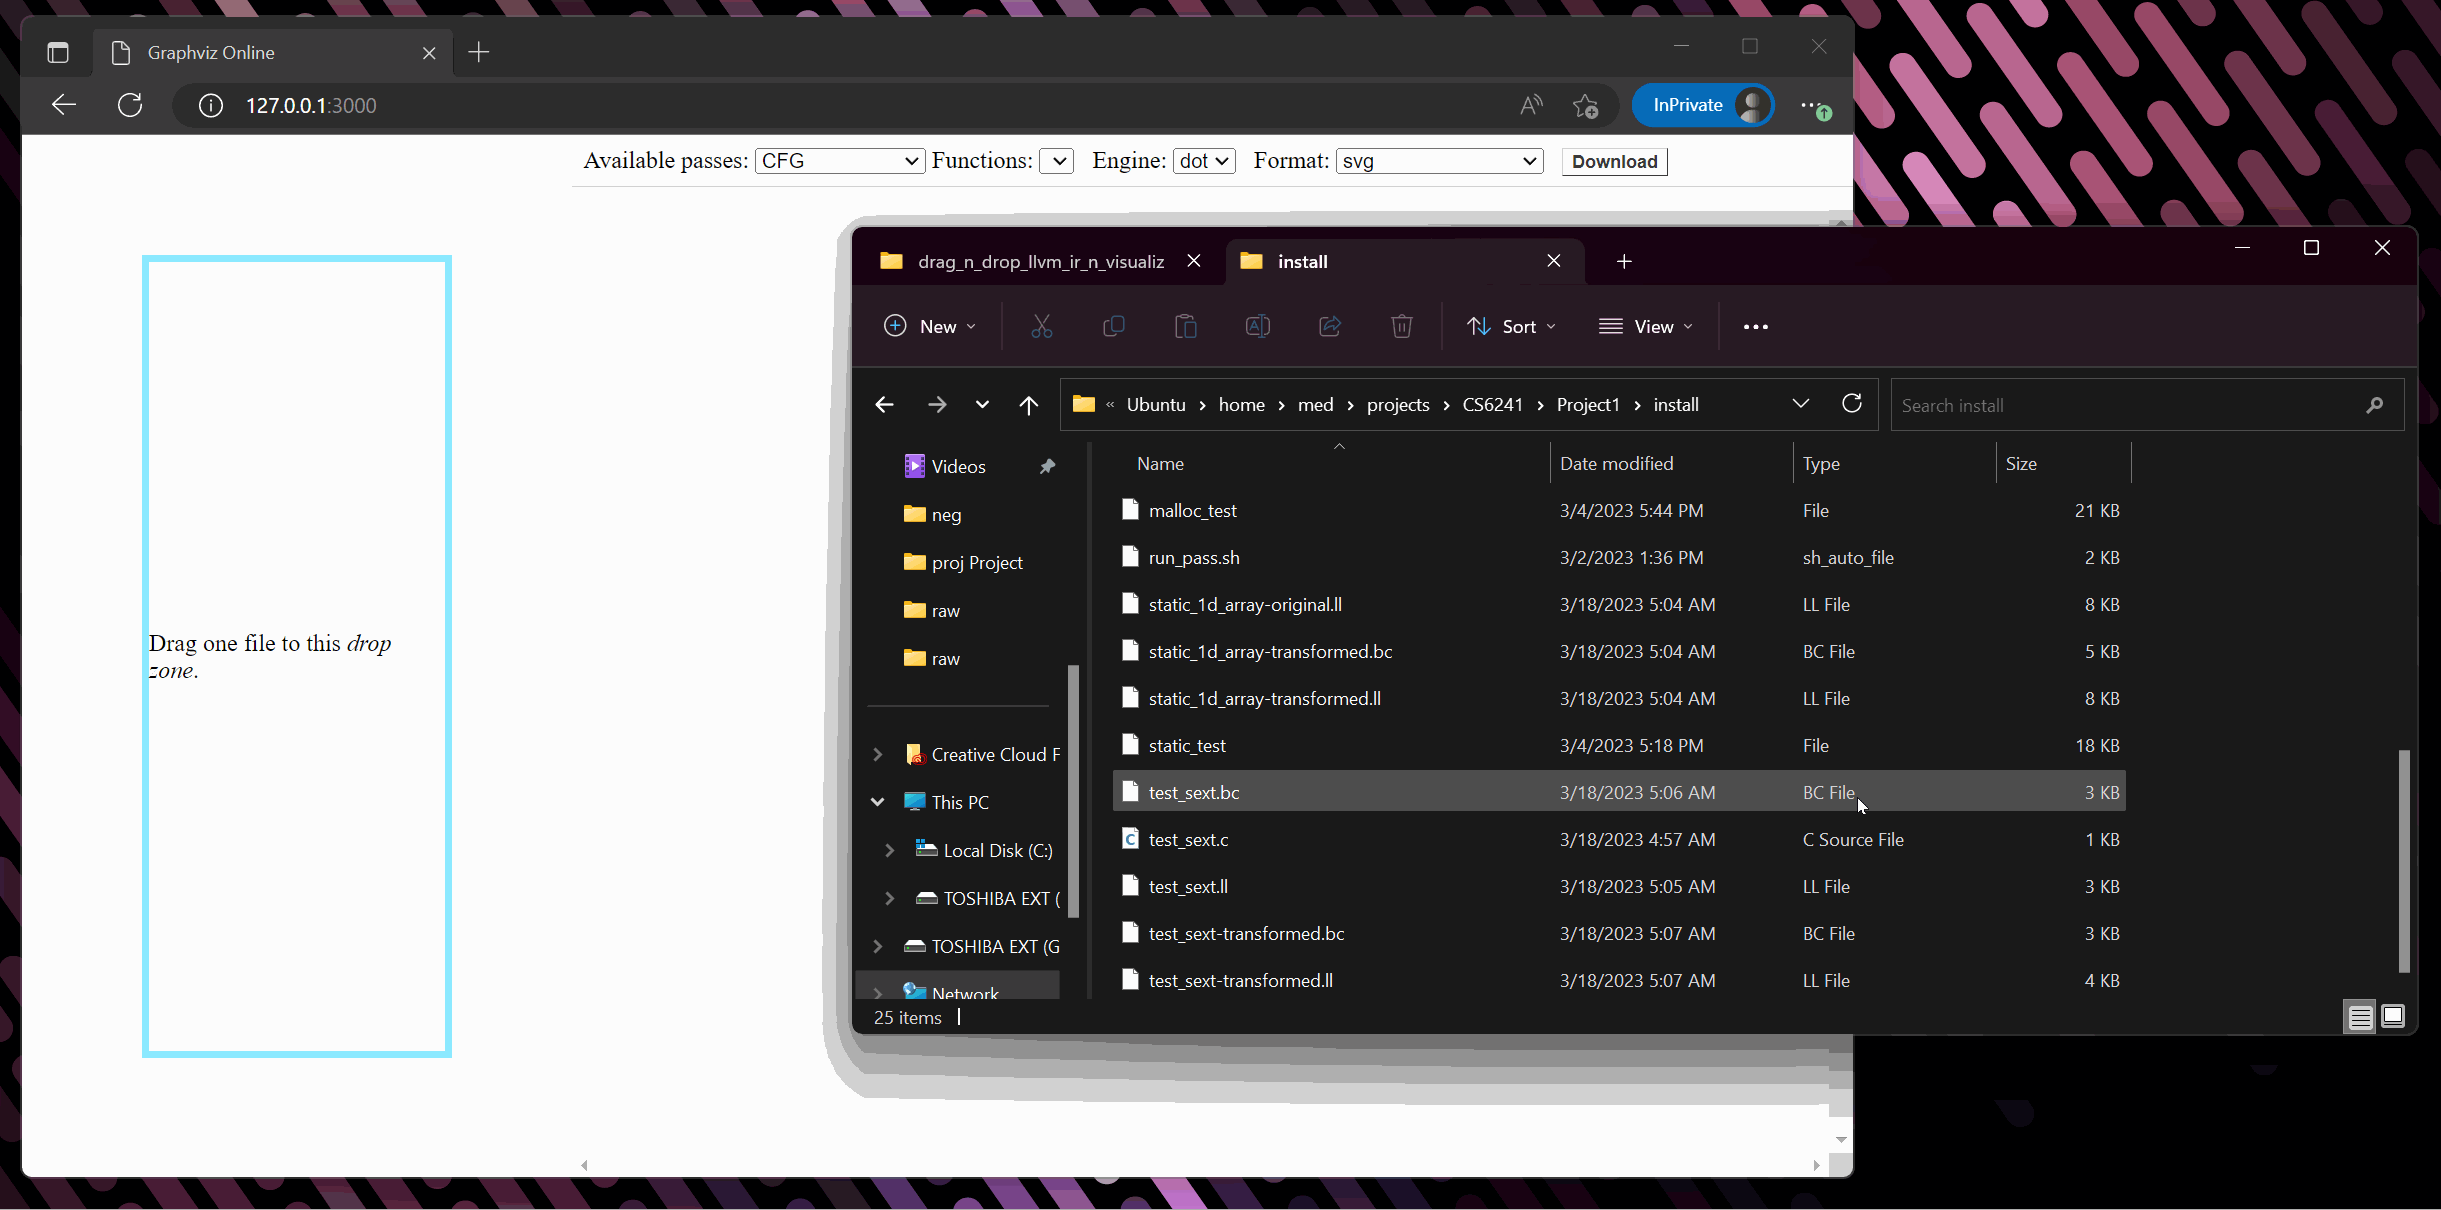 Graphviz Online
127.0.0.1:3000
InPrivate
Available passes: CFG Functions: Engine: dot Format: svg Download
Drag one file to this drop
zone.
drag_n_drop_llvm_ir_n_visualiz
install
New
Sort
View
« Ubuntu › home › med › projects › CS6241 › Project1 › install
Search install
Videos
neg
proj Project
raw
raw
Creative Cloud F
This PC
Local Disk (C:)
TOSHIBA EXT (
TOSHIBA EXT (G
Network
Name Date modified Type Size
malloc_test 3/4/2023 5:44 PM File 21 KB
run_pass.sh 3/2/2023 1:36 PM sh_auto_file 2 KB
static_1d_array-original.ll 3/18/2023 5:04 AM LL File 8 KB
static_1d_array-transformed.bc 3/18/2023 5:04 AM BC File 5 KB
static_1d_array-transformed.ll 3/18/2023 5:04 AM LL File 8 KB
static_test 3/4/2023 5:18 PM File 18 KB
test_sext.bc 3/18/2023 5:06 AM BC File 3 KB
test_sext.c 3/18/2023 4:57 AM C Source File 1 KB
test_sext.ll 3/18/2023 5:05 AM LL File 3 KB
test_sext-transformed.bc 3/18/2023 5:07 AM BC File 3 KB
test_sext-transformed.ll 3/18/2023 5:07 AM LL File 4 KB
25 items